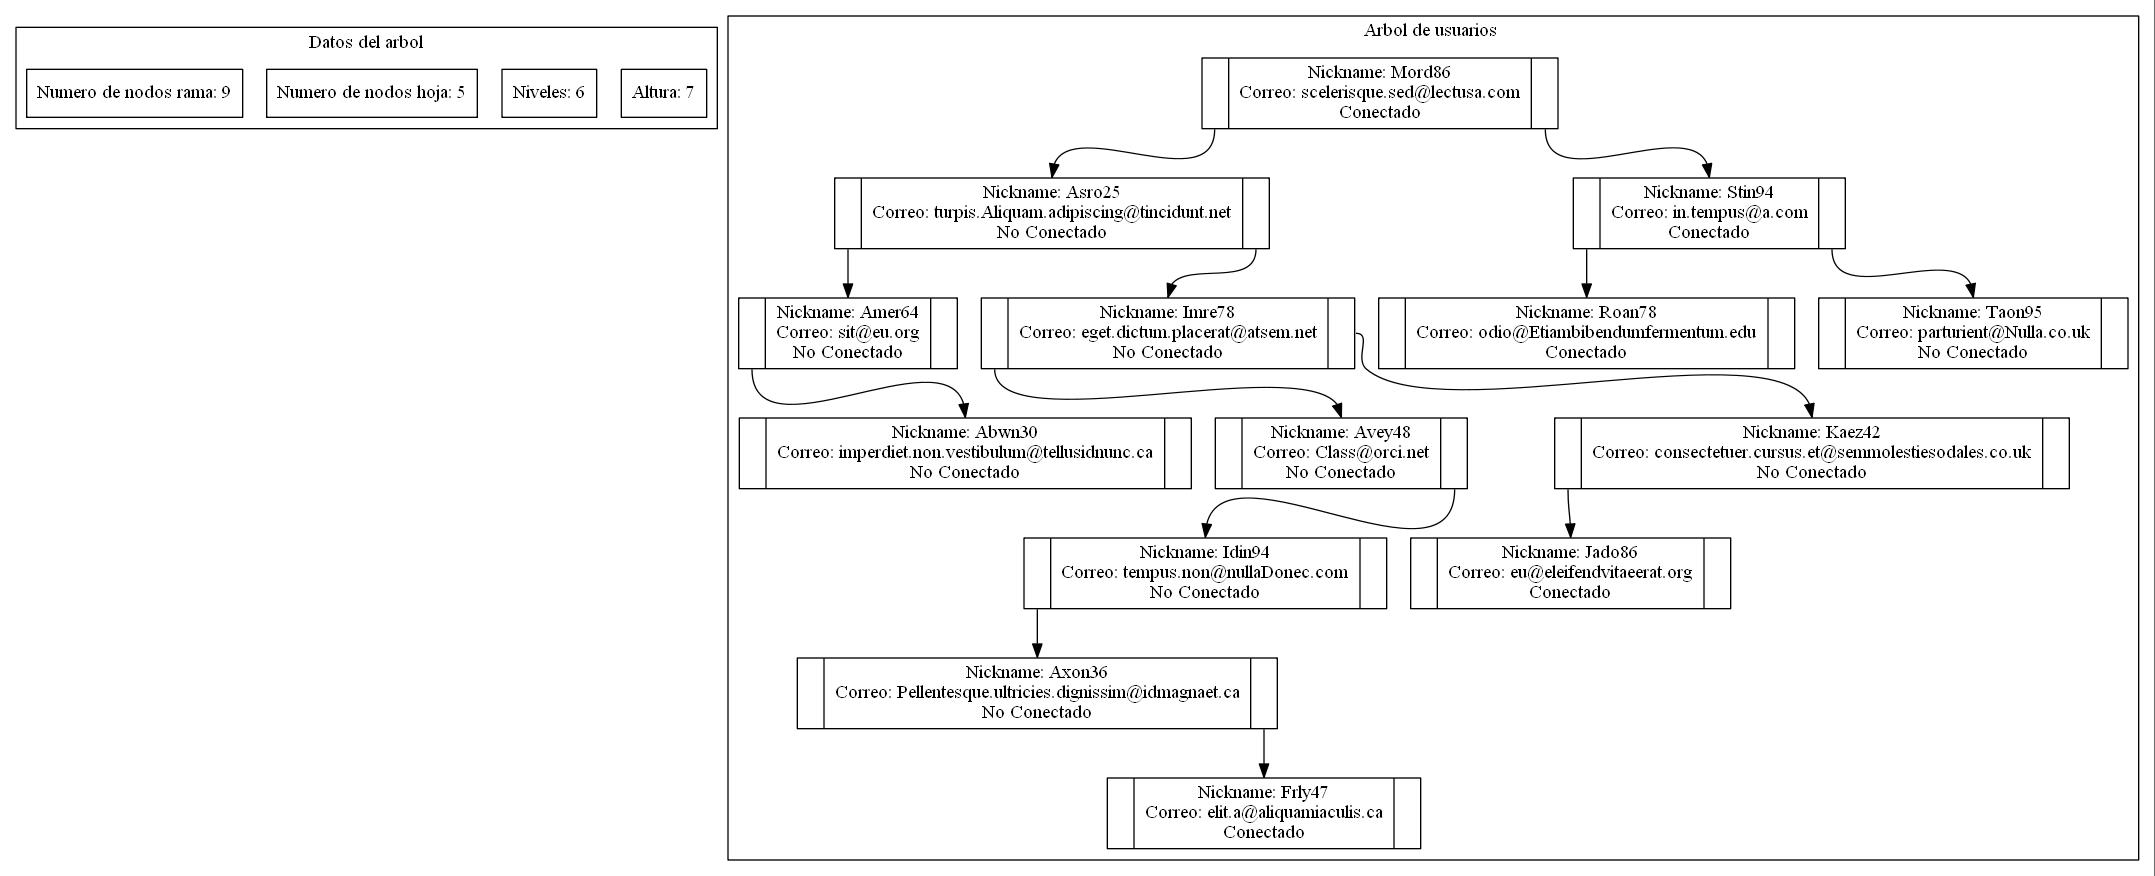 Datos del arbol
Numero de nodos rama: 9
Numero de nodos hoja: 5
Niveles: 6
Altura: 7
Arbol de usuarios
Nickname: Mord86
Correo: scelerisque.sed@lectusa.com
Conectado
Nickname: Asro25
Correo: turpis.Aliquam.adipiscing@tincidunt.net
No Conectado
Nickname: Stin94
Correo: in.tempus@a.com
Conectado
Nickname: Amer64
Correo: sit@eu.org
No Conectado
Nickname: Imre78
Correo: eget.dictum.placerat@atsem.net
No Conectado
Nickname: Roan78
Correo: odio@Etiambibendumfermentum.edu
Conectado
Nickname: Taon95
Correo: parturient@Nulla.co.uk
No Conectado
Nickname: Abwn30
Correo: imperdiet.non.vestibulum@tellusidnunc.ca
No Conectado
Nickname: Avey48
Correo: Class@orci.net
No Conectado
Nickname: Kaez42
Correo: consectetuer.cursus.et@semmolestiesodales.co.uk
No Conectado
Nickname: Idin94
Correo: tempus.non@nullaDonec.com
No Conectado
Nickname: Jado86
Correo: eu@eleifendvitaeerat.org
Conectado
Nickname: Axon36
Correo: Pellentesque.ultricies.dignissim@idmagnaet.ca
No Conectado
Nickname: Frly47
Correo: elit.a@aliquamiaculis.ca
Conectado